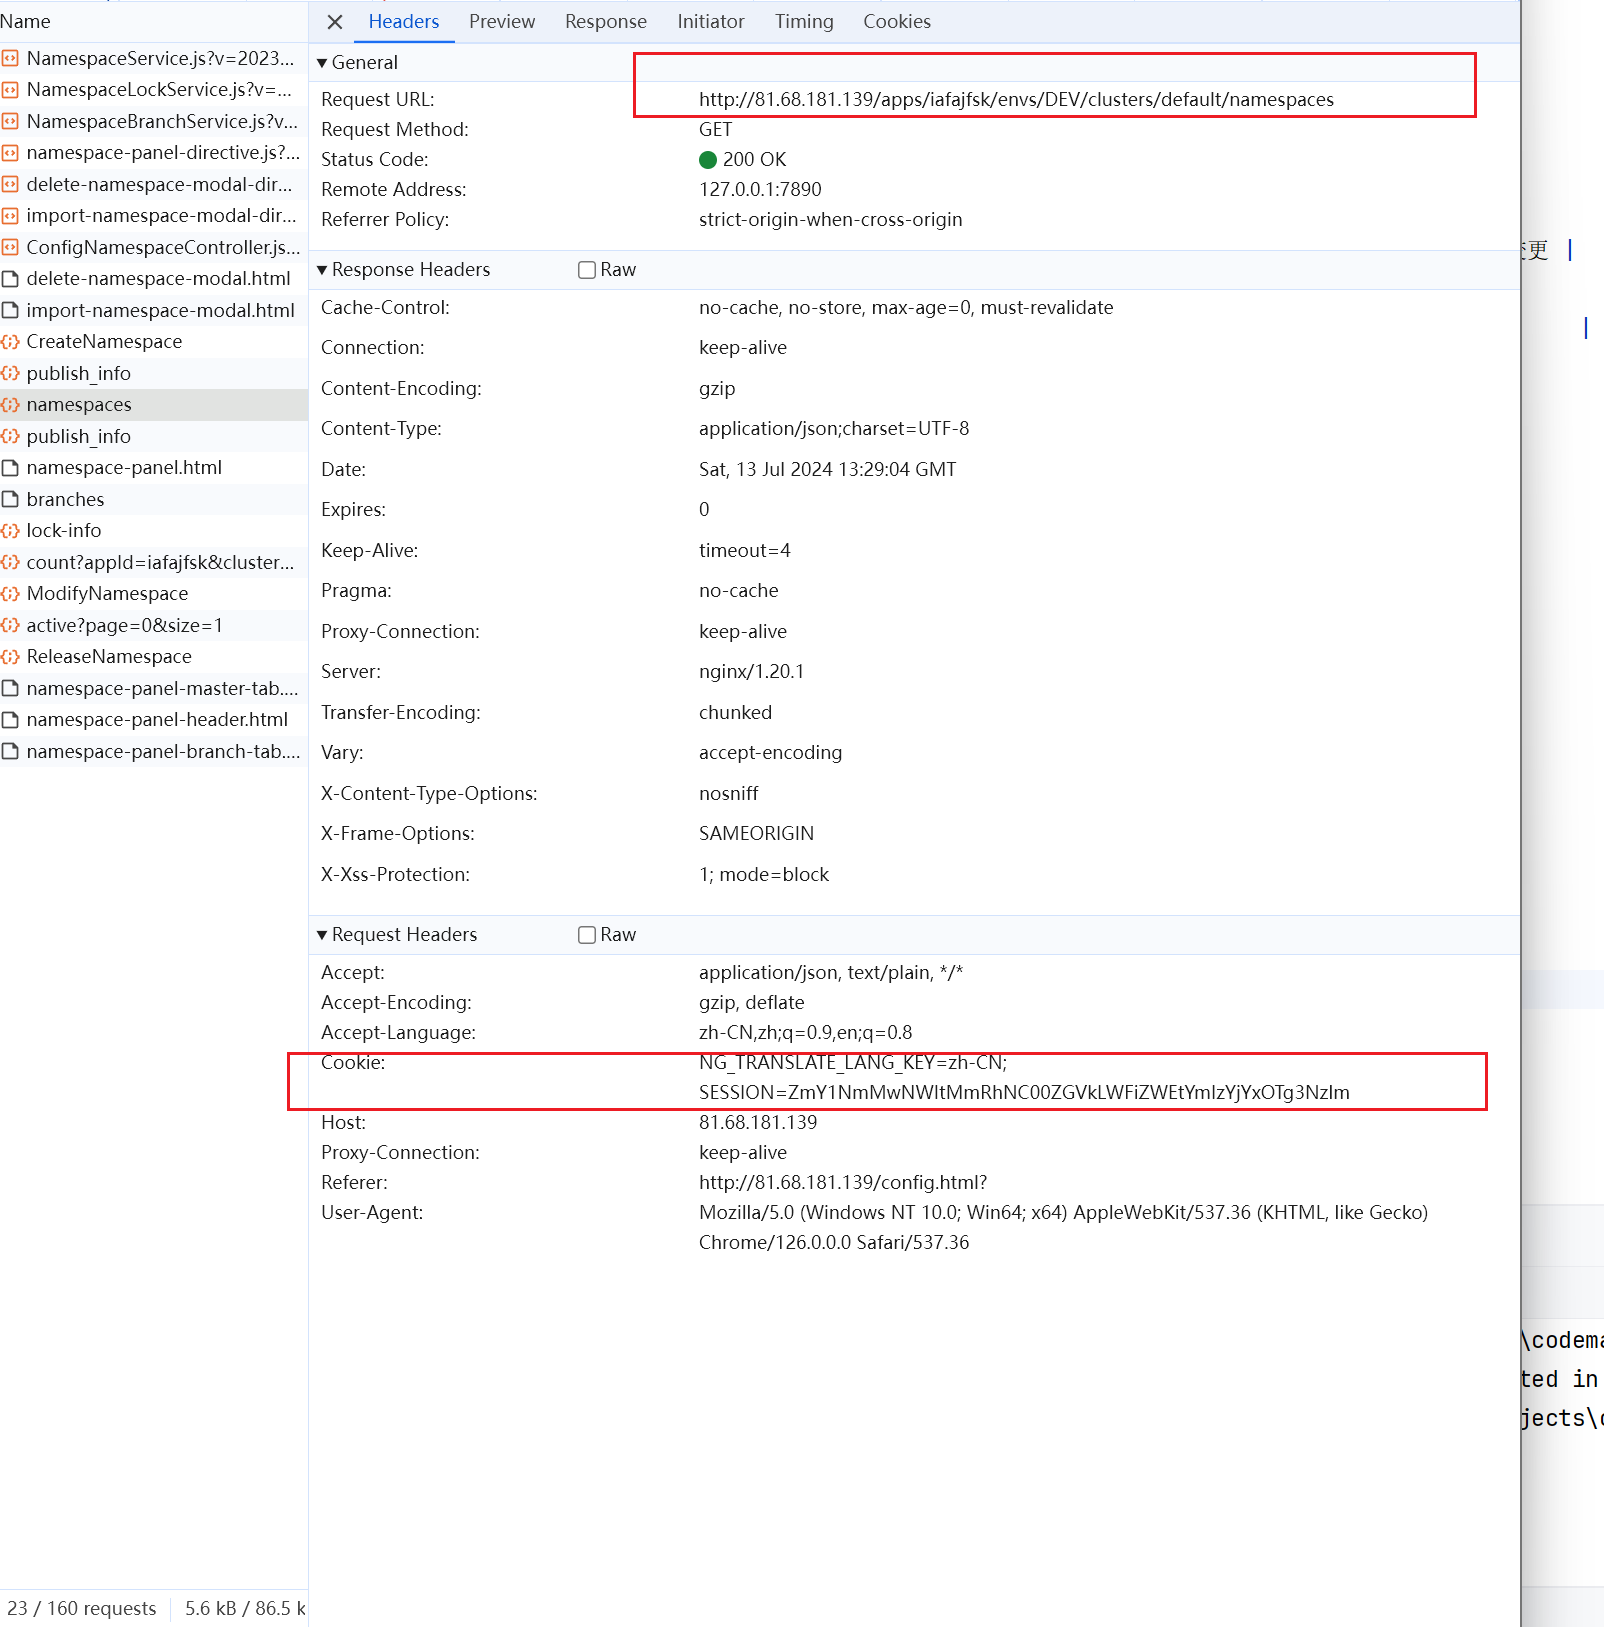 Name
NamespaceService.js?v=2023...
NamespaceLockService.js?v=...
NamespaceBranchService.js?v...
namespace-panel-directive.js?...
delete-namespace-modal-dir...
import-namespace-modal-dir...
ConfigNamespaceController.js...
delete-namespace-modal.html
import-namespace-modal.html
CreateNamespace
publish_info
namespaces
publish_info
namespace-panel.html
branches
lock-info
count?appId=iafajfsk&cluster...
ModifyNamespace
active?page=0&size=1
ReleaseNamespace
namespace-panel-master-tab....
namespace-panel-header.html
namespace-panel-branch-tab....
23 / 160 requests 5.6 kB / 86.5 k
Headers Preview Response Initiator Timing Cookies
General
Request URL: http://81.68.181.139/apps/iafajfsk/envs/DEV/clusters/default/namespaces
Request Method: GET
Status Code: 200 OK
Remote Address: 127.0.0.1:7890
Referrer Policy: strict-origin-when-cross-origin
Response Headers Raw
Cache-Control: no-cache, no-store, max-age=0, must-revalidate
Connection: keep-alive
Content-Encoding: gzip
Content-Type: application/json;charset=UTF-8
Date: Sat, 13 Jul 2024 13:29:04 GMT
Expires: 0
Keep-Alive: timeout=4
Pragma: no-cache
Proxy-Connection: keep-alive
Server: nginx/1.20.1
Transfer-Encoding: chunked
Vary: accept-encoding
X-Content-Type-Options: nosniff
X-Frame-Options: SAMEORIGIN
X-Xss-Protection: 1; mode=block
Request Headers Raw
Accept: application/json, text/plain, */*
Accept-Encoding: gzip, deflate
Accept-Language: zh-CN,zh;q=0.9,en;q=0.8
Cookie: NG_TRANSLATE_LANG_KEY=zh-CN;
SESSION=ZmY1NmMwNWItMmRhNC00ZGVkLWFiZWEtYmIzYjYxOTg3NzIm
Host: 81.68.181.139
Proxy-Connection: keep-alive
Referer: http://81.68.181.139/config.html?
User-Agent: Mozilla/5.0 (Windows NT 10.0; Win64; x64) AppleWebKit/537.36 (KHTML, like Gecko)
Chrome/126.0.0.0 Safari/537.36
更 |
|
\codema
ted in
jects\